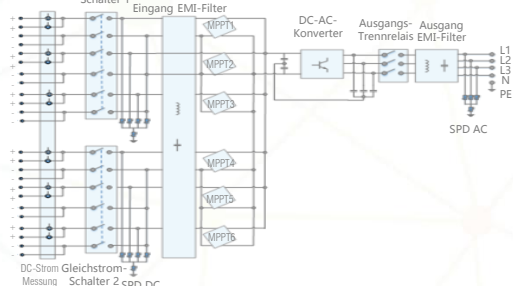 Schalter 1
Eingang EMI-Filter
MPPT1
MPPT2
MPPT3
MPPT4
MPPT5
MPPT6
DC-AC-
Konverter
Ausgangs-
Trennrelais
Ausgang
EMI-Filter
L1
L2
L3
N
PE
SPD AC
DC-Strom
Messung
Gleichstrom-
Schalter 2
SPD DC